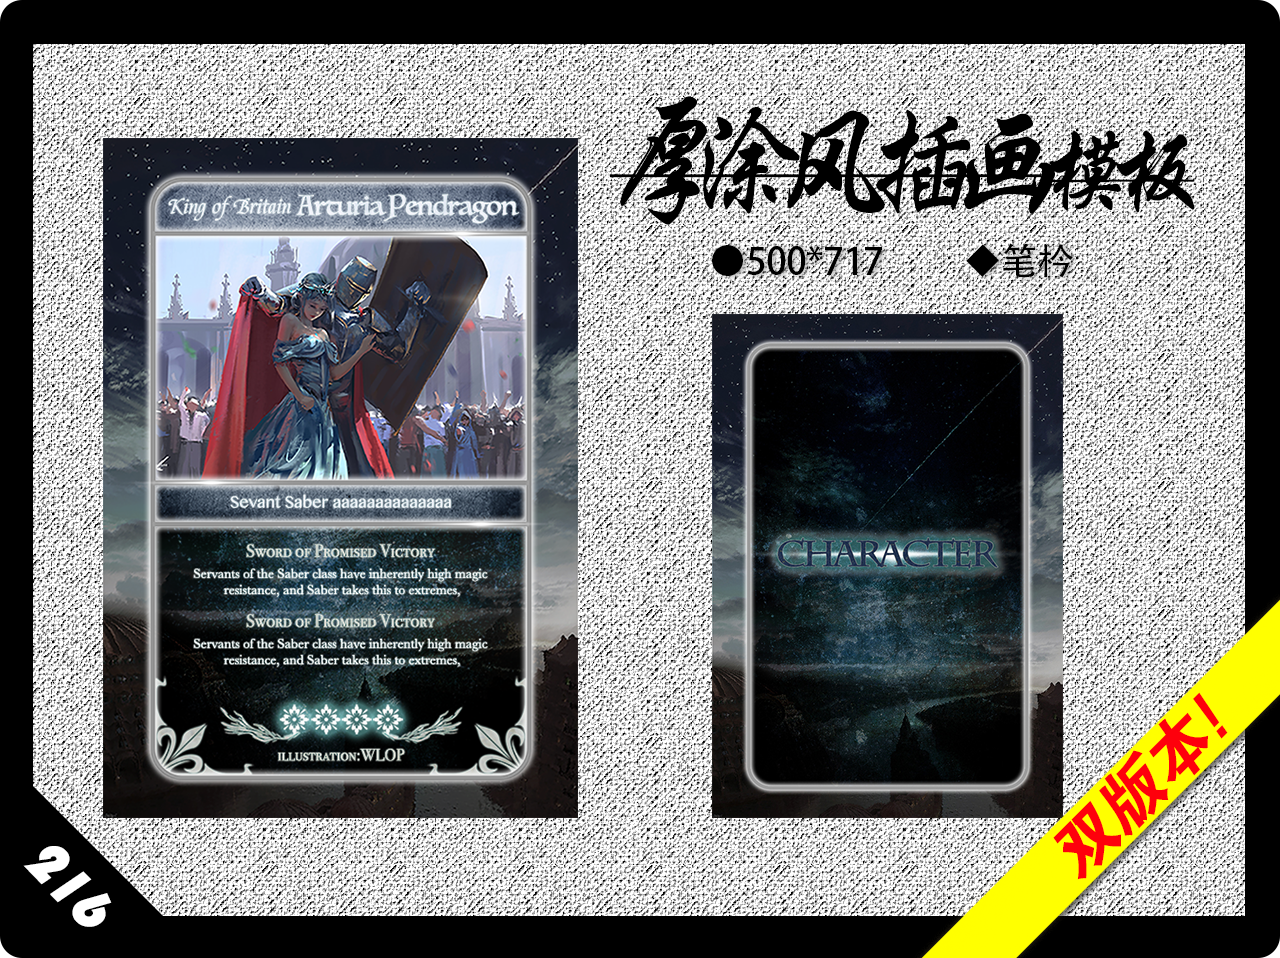 厚涂风插画模板
●500*717 ◆笔枔
King of Britain Arturia Pendragon
Sevant Saber aaaaaaaaaaaaaa
Sword of Promised Victory
Servants of the Saber class have inherently high magic
resistance, and Saber takes this to extremes,
Sword of Promised Victory
Servants of the Saber class have inherently high magic
resistance, and Saber takes this to extremes,
ILLUSTRATION:WLOP
CHARACTER
双版本!
216